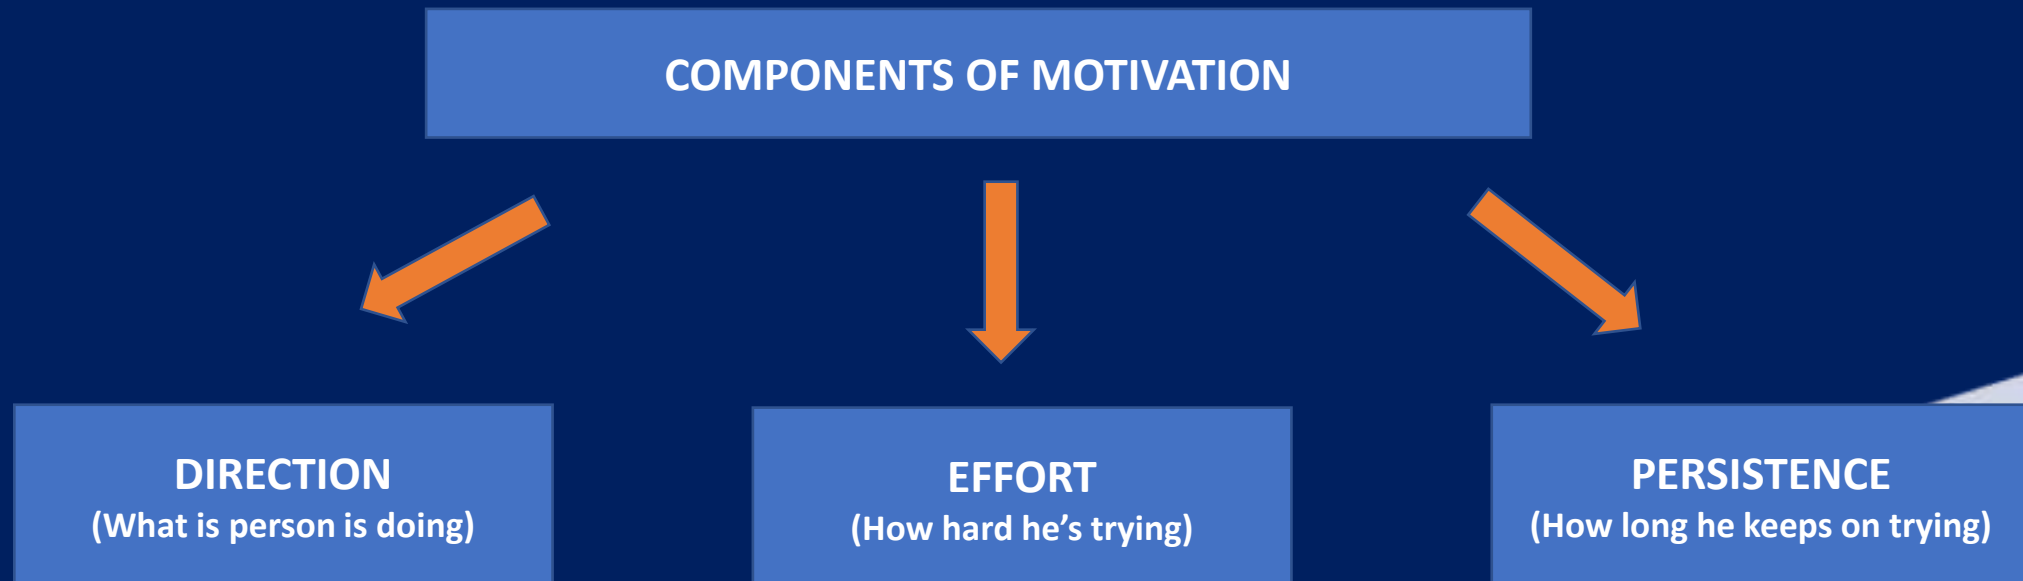 COMPONENTS OF MOTIVATION
DIRECTION
(What is person is doing)
EFFORT
(How hard he’s trying)
PERSISTENCE
(How long he keeps on trying)